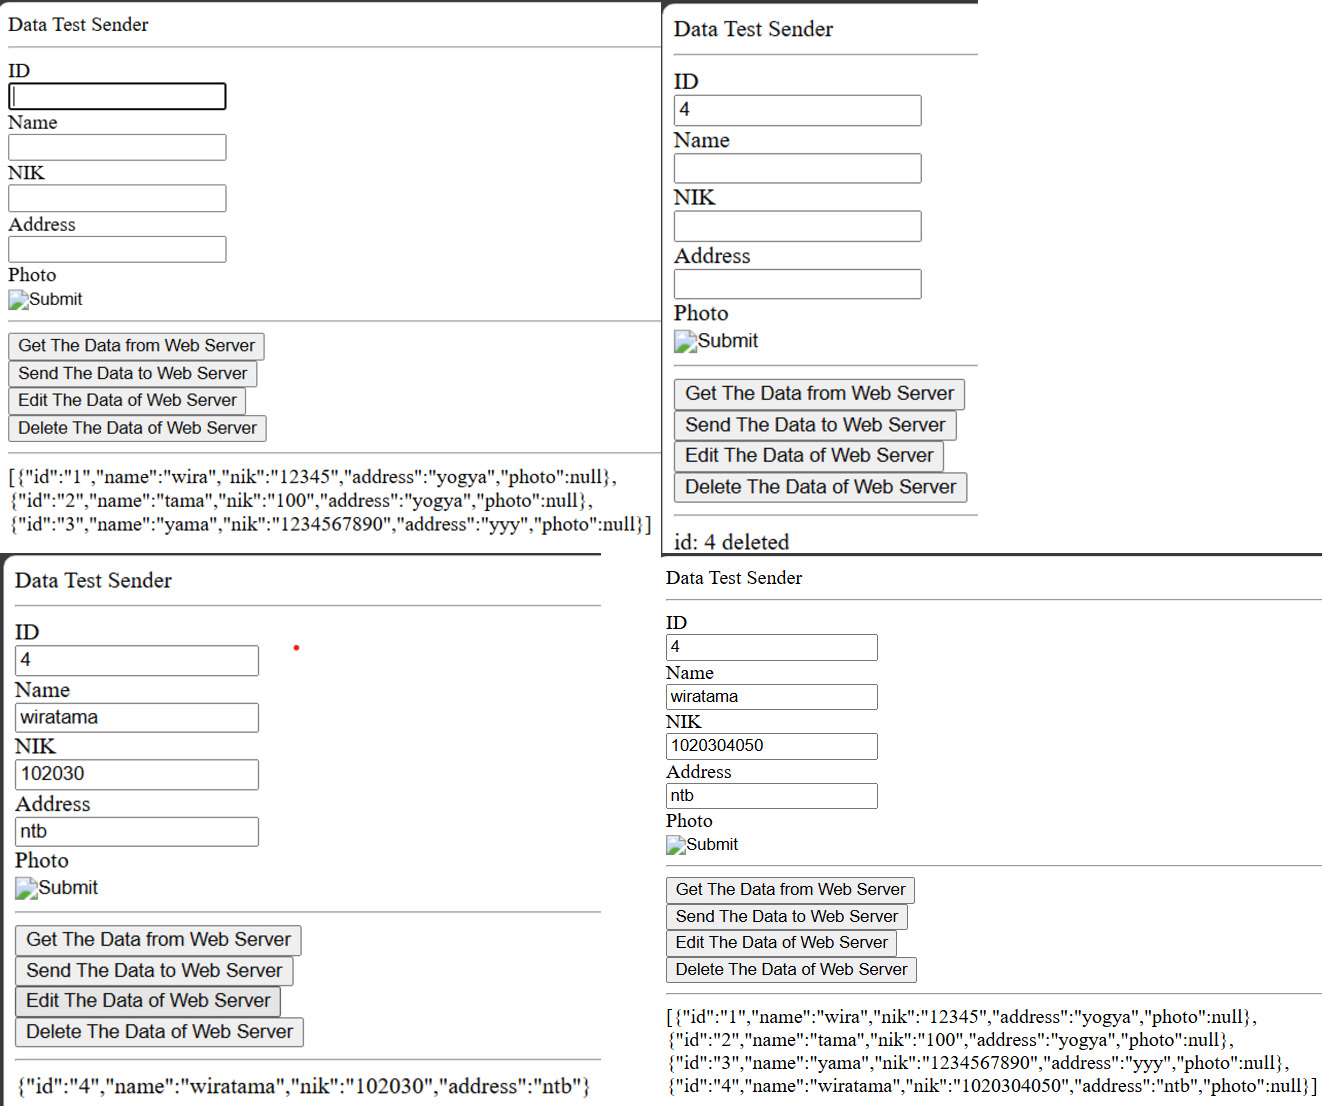 Data Test Sender
ID
Name
NIK
Address
Photo
Submit
Get The Data from Web Server
Send The Data to Web Server
Edit The Data of Web Server
Delete The Data of Web Server
[{"id":"1","name":"wira","nik":"12345","address":"yogya","photo":null},
{"id":"2","name":"tama","nik":"100","address":"yogya","photo":null},
{"id":"3","name":"yama","nik":"1234567890","address":"yyy","photo":null}]
Data Test Sender
ID
4
Name
NIK
Address
Photo
Submit
Get The Data from Web Server
Send The Data to Web Server
Edit The Data of Web Server
Delete The Data of Web Server
id: 4 deleted
Data Test Sender
ID
4
Name
wiratama
NIK
102030
Address
ntb
Photo
Submit
Get The Data from Web Server
Send The Data to Web Server
Edit The Data of Web Server
Delete The Data of Web Server
{"id":"4","name":"wiratama","nik":"102030","address":"ntb"}
Data Test Sender
ID
4
Name
wiratama
NIK
1020304050
Address
ntb
Photo
Submit
Get The Data from Web Server
Send The Data to Web Server
Edit The Data of Web Server
Delete The Data of Web Server
[{"id":"1","name":"wira","nik":"12345","address":"yogya","photo":null},
{"id":"2","name":"tama","nik":"100","address":"yogya","photo":null},
{"id":"3","name":"yama","nik":"1234567890","address":"yyy","photo":null},
{"id":"4","name":"wiratama","nik":"1020304050","address":"ntb","photo":null}]